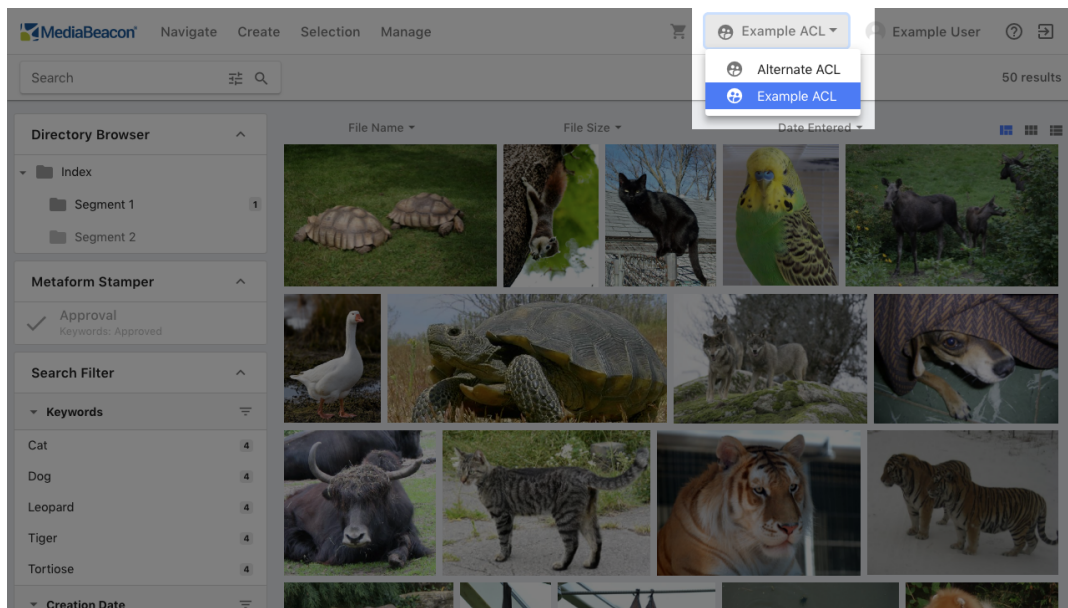 MediaBeacon
Navigate Create Selection Manage
Example ACL
Example User
Alternate ACL
Example ACL
Search
50 results
Directory Browser
Index
Segment 1 1
Segment 2
Metaform Stamper
Approval
Keywords: Approved
Search Filter
Keywords
Cat 4
Dog 4
Leopard 4
Tiger 4
Tortiose 4
Creation Date
File Name File Size Date Entered